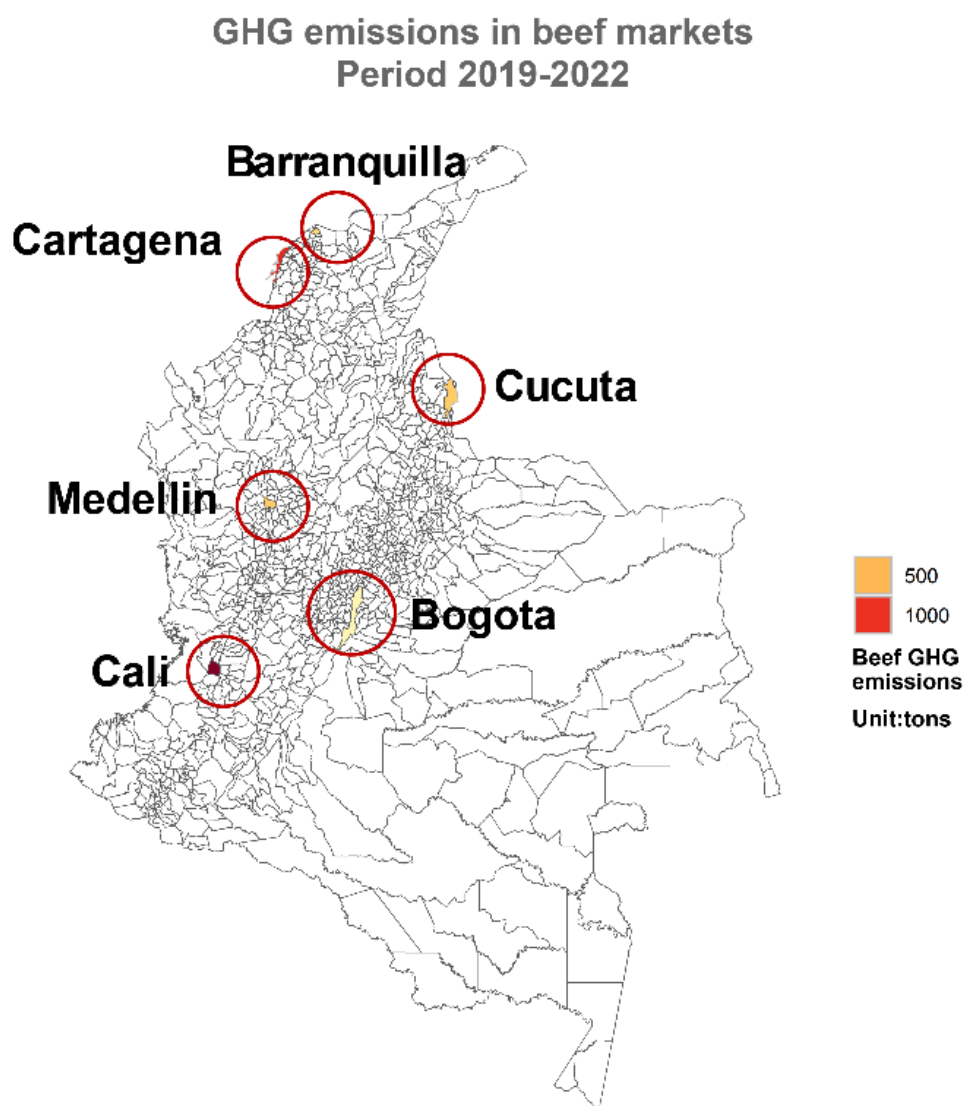 GHG emissions in beef markets
Period 2019-2022
Barranquilla
Cartagena
Cucuta
Medellin
Bogota
Cali
500
1000
Beef GHG
emissions
Unit:tons